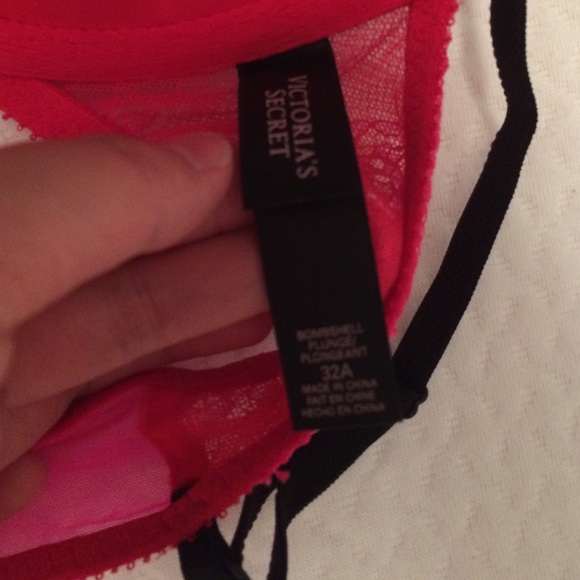 VICTORIA'S
SECRET
BOMBSHELL
PLUNGE/
PLONGEANT
32A
MADE IN CHINA
FAIT EN CHINE
HECHO EN CHINA